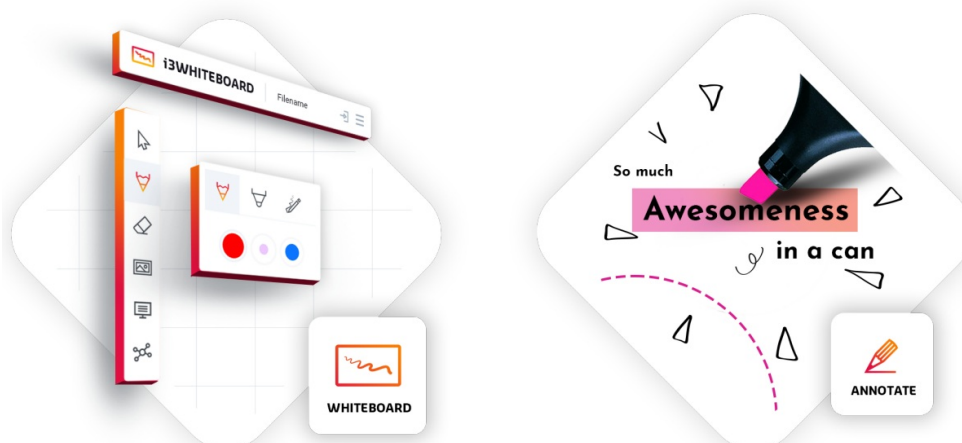 i3WHITEBOARD
Filename
WHITEBOARD
So much
Awesomeness
in a can
ANNOTATE